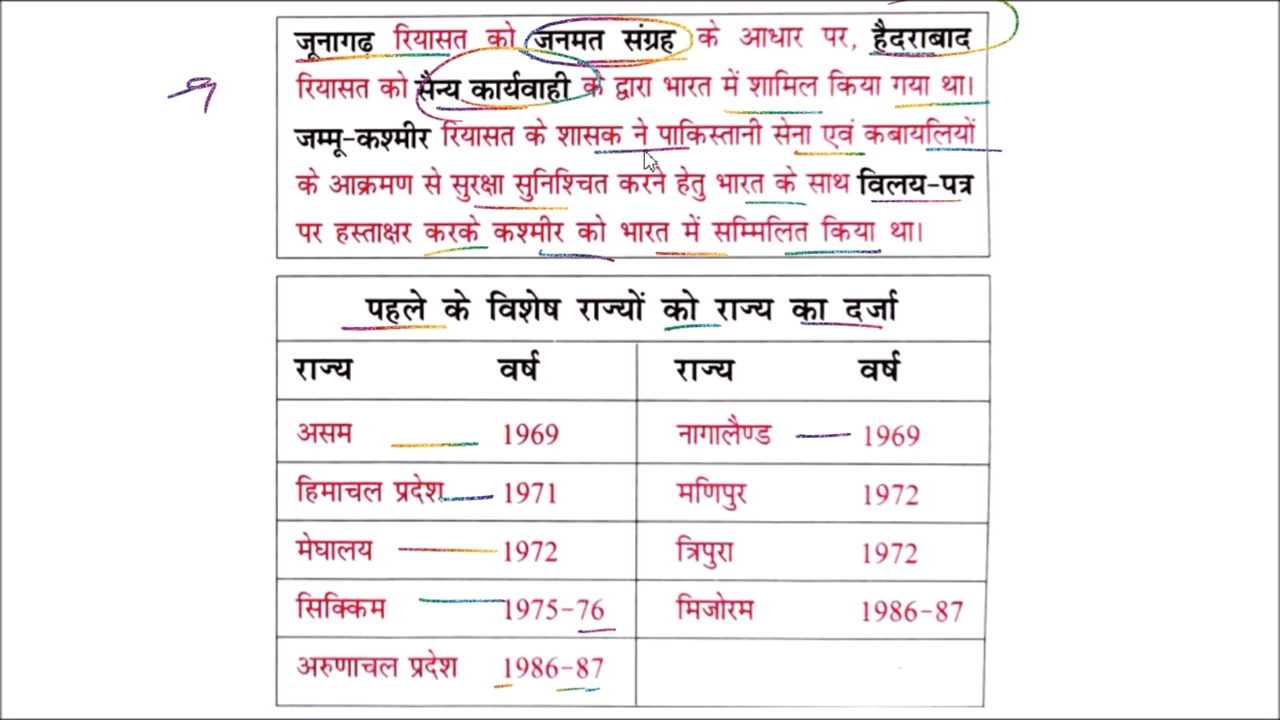 जूनागढ़ रियासत को जनमत संग्रह के आधार पर, हैदराबाद
रियासत को सैन्य कार्यवाही के द्वारा भारत में शामिल किया गया था।
जम्मू-कश्मीर रियासत के शासक ने पाकिस्तानी सेना एवं कबायलियों
के आक्रमण से सुरक्षा सुनिश्चित करने हेतु भारत के साथ विलय-पत्र
पर हस्ताक्षर करके कश्मीर को भारत में सम्मिलित किया था।
पहले के विशेष राज्यों को राज्य का दर्जा
राज्य वर्ष राज्य वर्ष
असम 1969 नागालैण्ड 1969
हिमाचल प्रदेश 1971 मणिपुर 1972
मेघालय 1972 त्रिपुरा 1972
सिक्किम 1975-76 मिजोरम 1986-87
अरुणाचल प्रदेश 1986-87